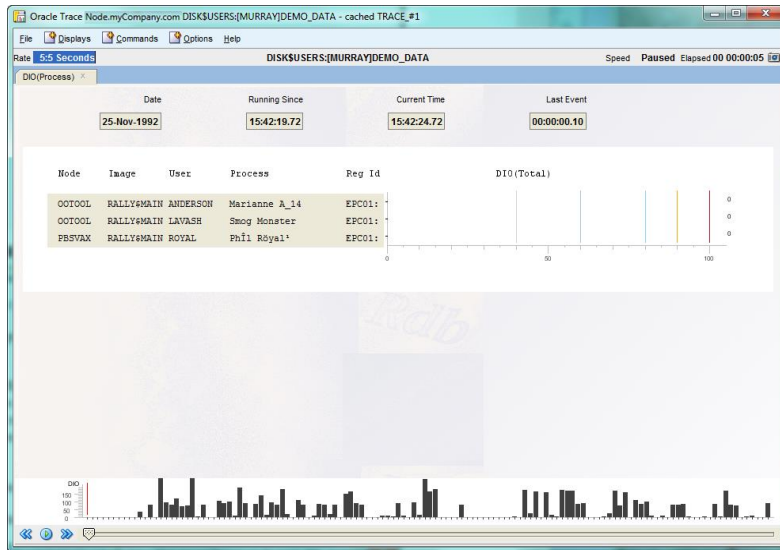 Oracle Trace Node.myCompany.com DISK$USERS:[MURRAY]DEMO_DATA - cached TRACE_#1
File Displays Commands Options Help
Rate 5:5 Seconds DISK$USERS:[MURRAY]DEMO_DATA Speed Paused Elapsed 00 00:00:05
DIO(Process)
Date Running Since Current Time Last Event
25-Nov-1992 15:42:19.72 15:42:24.72 00:00:00.10
Node Image User Process Reg Id DIO(Total)
OOTOOL RALLY$MAIN ANDERSON Marianne A_14 EPC01: 0
OOTOOL RALLY$MAIN LAVASH Smog Monster EPC01: 0
PBSVAX RALLY$MAIN ROYAL PhÎl Röyal¹ EPC01: 0
0 50 100
Rdb
DIO
150
100
50
0